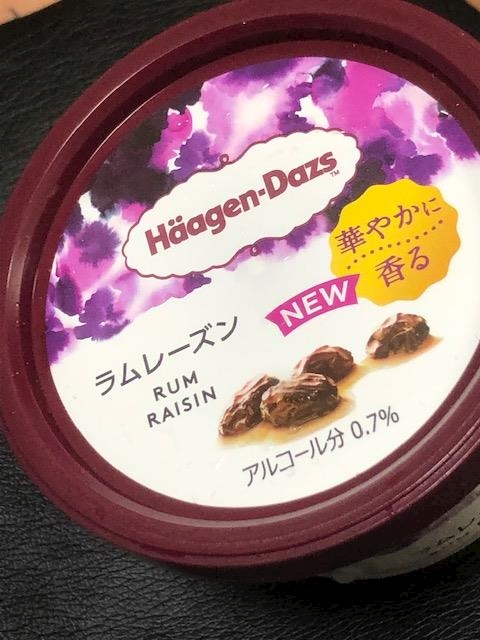 Häagen-Dazs™
華やかに
香る
NEW
ラムレーズン
RUM
RAISIN
アルコール分 0.7%